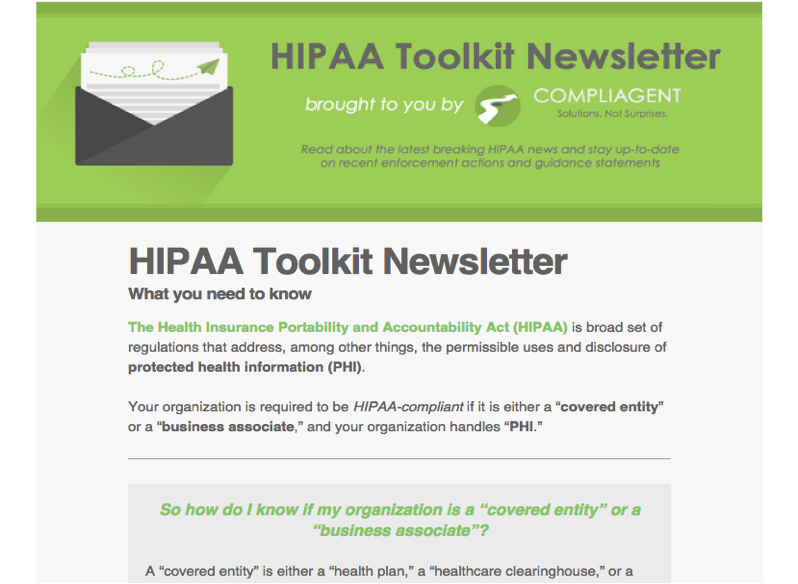 HIPAA Toolkit Newsletter
brought to you by
COMPLIAGENT
Solutions. Not Surprises.
Read about the latest breaking HIPAA news and stay up-to-date
on recent enforcement actions and guidance statements
HIPAA Toolkit Newsletter
What you need to know
The Health Insurance Portability and Accountability Act (HIPAA) is broad set of
regulations that address, among other things, the permissible uses and disclosure of
protected health information (PHI).
Your organization is required to be HIPAA-compliant if it is either a “covered entity”
or a “business associate,” and your organization handles “PHI.”
So how do I know if my organization is a “covered entity” or a
“business associate”?
A “covered entity” is either a “health plan,” a “healthcare clearinghouse,” or a